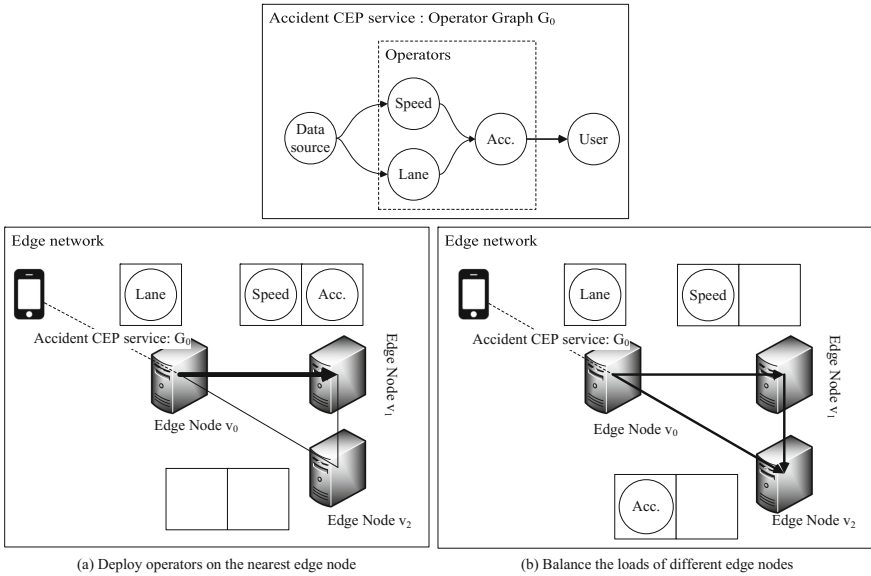 Accident CEP service : Operator Graph G₀
Operators
Data
source
Speed
Lane
Acc.
User
Edge network
Lane
Speed
Acc.
Accident CEP service: G₀
Edge Node v₀
Edge Node v₁
Edge Node v₂
(a) Deploy operators on the nearest edge node
Edge network
Lane
Speed
Accident CEP service: G₀
Edge Node v₀
Edge Node v₁
Acc.
Edge Node v₂
(b) Balance the loads of different edge nodes